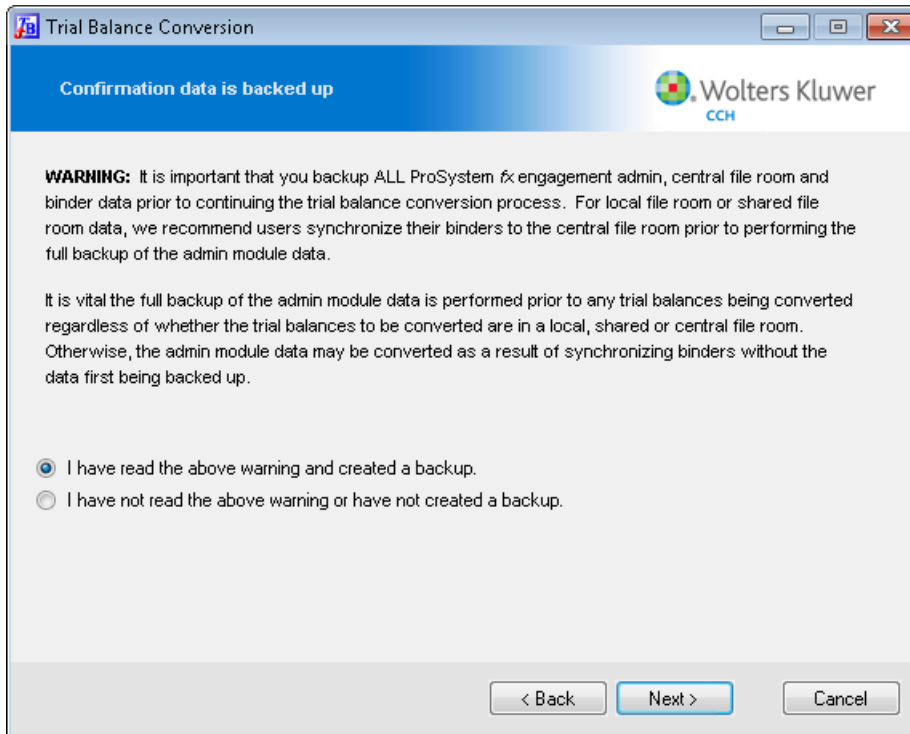 Trial Balance Conversion
Confirmation data is backed up
Wolters Kluwer
CCH
WARNING: It is important that you backup ALL ProSystem fx engagement admin, central file room and
binder data prior to continuing the trial balance conversion process. For local file room or shared file
room data, we recommend users synchronize their binders to the central file room prior to performing the
full backup of the admin module data.
It is vital the full backup of the admin module data is performed prior to any trial balances being converted
regardless of whether the trial balances to be converted are in a local, shared or central file room.
Otherwise, the admin module data may be converted as a result of synchronizing binders without the
data first being backed up.
I have read the above warning and created a backup.
I have not read the above warning or have not created a backup.
< Back Next > Cancel